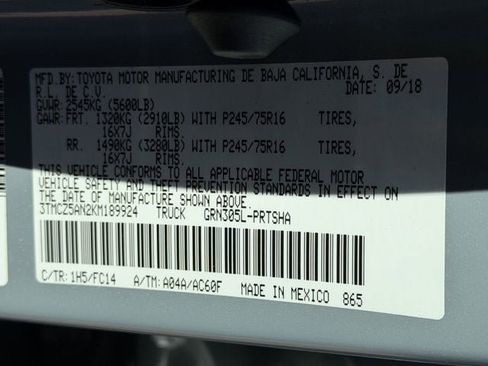 MFD.BY:TOYOTA MOTOR MANUFACTURING DE BAJA CALIFORNIA, S. DE
R.L. DE C.V. DATE: 09/18
GVWR: 2545KG (5600LB)
GAWR:FRT. 1320KG (2910LB) WITH P245/75R16 TIRES,
16X7J RIMS.
RR. 1490KG (3280LB) WITH P245/75R16 TIRES,
16X7J RIMS.
THIS VEHICLE CONFORMS TO ALL APPLICABLE FEDERAL MOTOR
VEHICLE SAFETY AND THEFT PREVENTION STANDARDS IN EFFECT ON
THE DATE OF MANUFACTURE SHOWN ABOVE.
3TMCZ5AN2KM189924 TRUCK GRN305L-PRTSHA
C/TR: 1H5/FC14 A/TM: A04A/AC60F MADE IN MEXICO 865